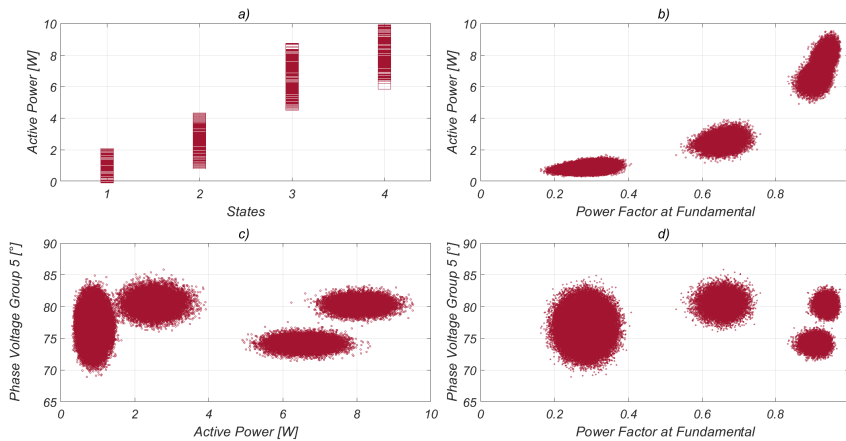 a)
10
8
6
4
2
0
Active Power [W]
1 2 3 4
States
b)
10
8
6
4
2
0
Active Power [W]
0 0.2 0.4 0.6 0.8
Power Factor at Fundamental
c)
90
85
80
75
70
65
Phase Voltage Group 5 [°]
0 2 4 6 8 10
Active Power [W]
d)
90
85
80
75
70
65
Phase Voltage Group 5 [°]
0 0.2 0.4 0.6 0.8
Power Factor at Fundamental